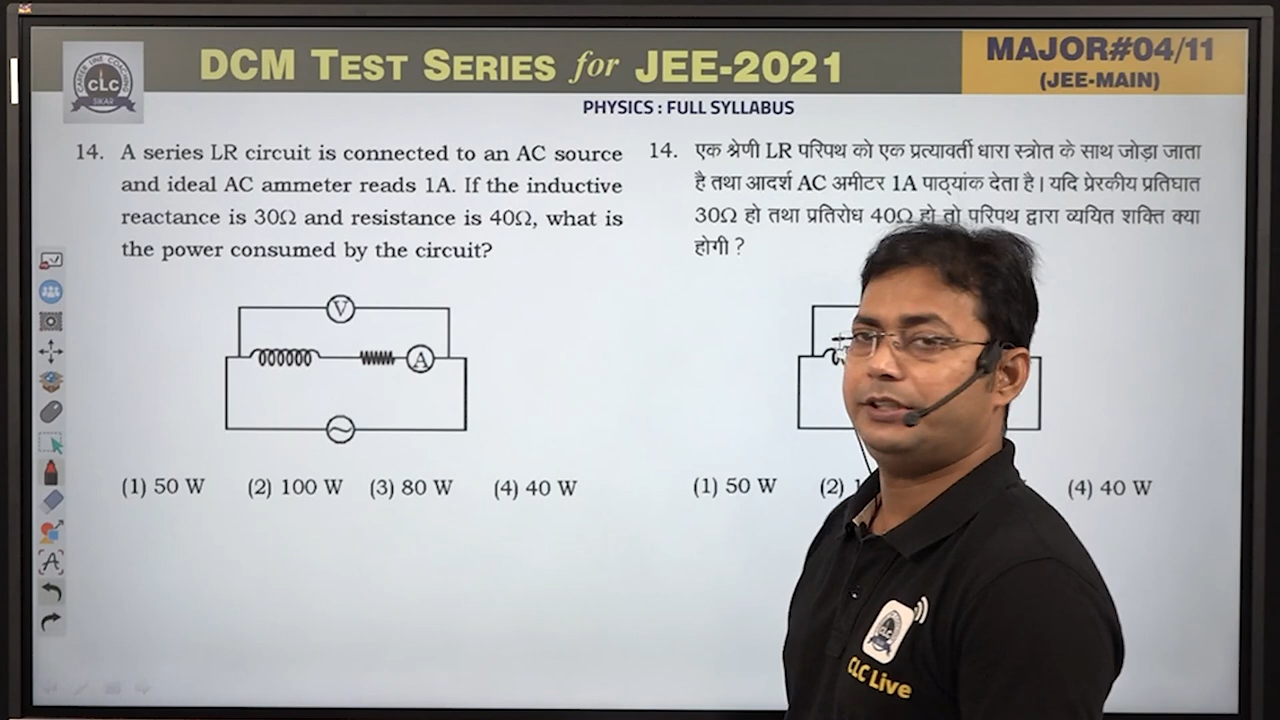 DCM TEST SERIES for JEE-2021
MAJOR#04/11
(JEE-MAIN)
CAREER LINE COACHING
CLC
SIKAR
PHYSICS : FULL SYLLABUS
14. A series LR circuit is connected to an AC source
and ideal AC ammeter reads 1A. If the inductive
reactance is 30Ω and resistance is 40Ω, what is
the power consumed by the circuit?
V
A
(1) 50 W (2) 100 W (3) 80 W (4) 40 W
14. एक श्रेणी LR परिपथ को एक प्रत्यावर्ती धारा स्त्रोत के साथ जोड़ा जाता
है तथा आदर्श AC अमीटर 1A पाठ्यांक देता है। यदि प्रेरकीय प्रतिघात
30Ω हो तथा प्रतिरोध 40Ω हो तो परिपथ द्वारा व्ययित शक्ति क्या
होगी ?
(1) 50 W (2) 1 (4) 40 W
A
CLC Live